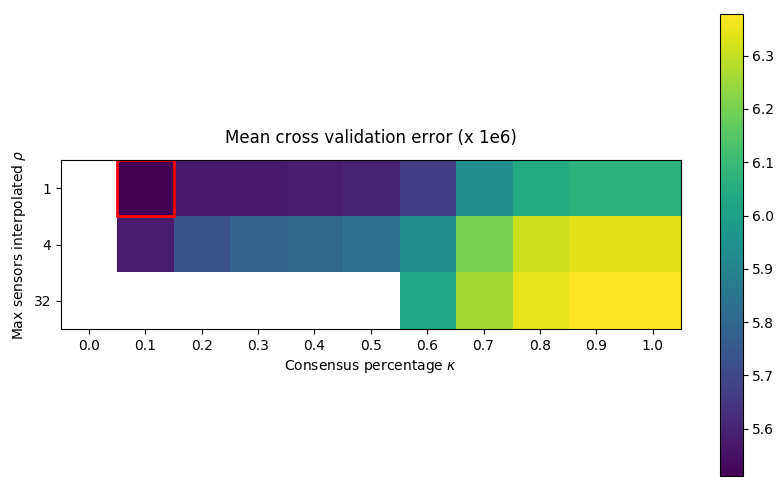 Mean cross validation error (x 1e6)
Max sensors interpolated ρ
1
4
32
0.0 0.1 0.2 0.3 0.4 0.5 0.6 0.7 0.8 0.9 1.0
Consensus percentage κ
6.3
6.2
6.1
6.0
5.9
5.8
5.7
5.6